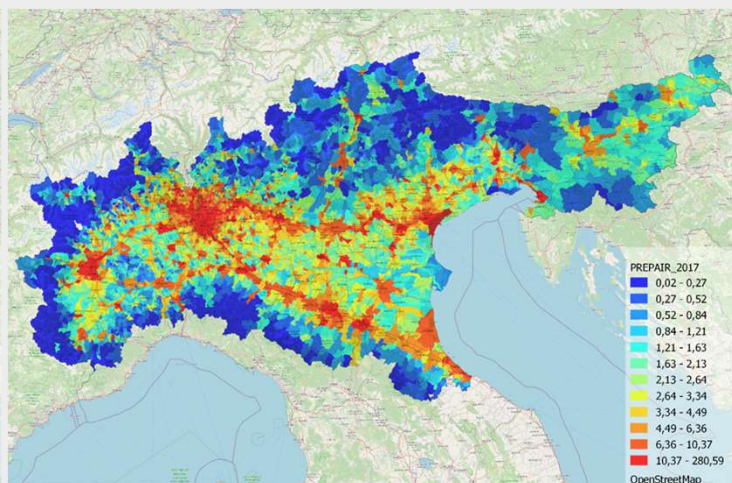 PREPAIR_2017
0,02 - 0,27
0,27 - 0,52
0,52 - 0,84
0,84 - 1,21
1,21 - 1,63
1,63 - 2,13
2,13 - 2,64
2,64 - 3,34
3,34 - 4,49
4,49 - 6,36
6,36 - 10,37
10,37 - 280,59
OpenStreetMap